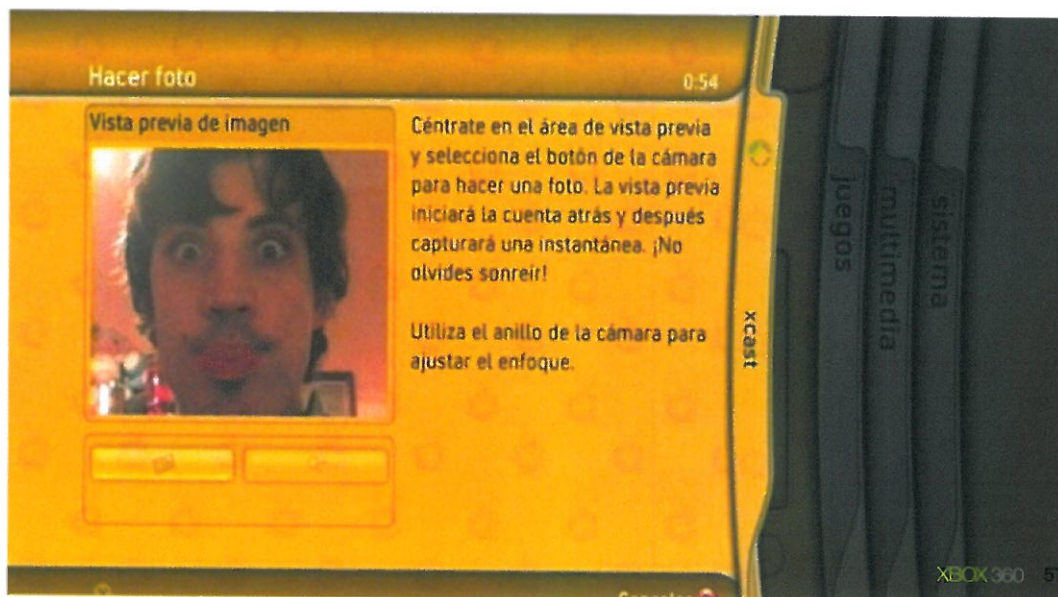 Hacer foto
0:54
Vista previa de imagen
Céntrate en el área de vista previa
y selecciona el botón de la cámara
para hacer una foto. La vista previa
iniciará la cuenta atrás y después
capturará una instantánea. ¡No
olvides sonreír!
Utiliza el anillo de la cámara para
ajustar el enfoque.
xcast
juegos
multimedia
sistema
XBOX 360